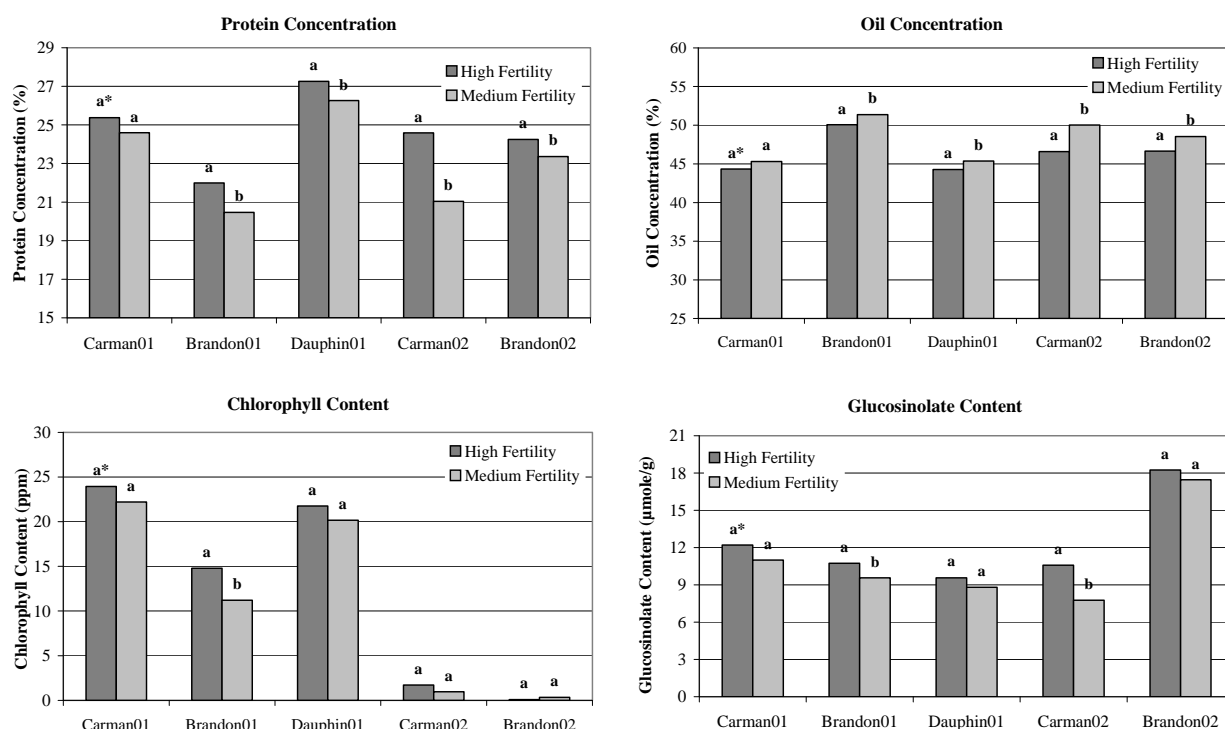 Protein Concentration
Protein Concentration (%)
29
27
25
23
21
19
17
15
High Fertility
Medium Fertility
a* a a b a b a b a b
Carman01 Brandon01 Dauphin01 Carman02 Brandon02
Oil Concentration
Oil Concentration (%)
60
55
50
45
40
35
30
25
High Fertility
Medium Fertility
a* a a b a b a b a b
Carman01 Brandon01 Dauphin01 Carman02 Brandon02
Chlorophyll Content
Chlorophyll Content (ppm)
30
25
20
15
10
5
0
High Fertility
Medium Fertility
a* a a b a a a a a a
Carman01 Brandon01 Dauphin01 Carman02 Brandon02
Glucosinolate Content
Glucosinolate Content (µmole/g)
21
18
15
12
9
6
3
0
High Fertility
Medium Fertility
a* a a b a a a b a a
Carman01 Brandon01 Dauphin01 Carman02 Brandon02